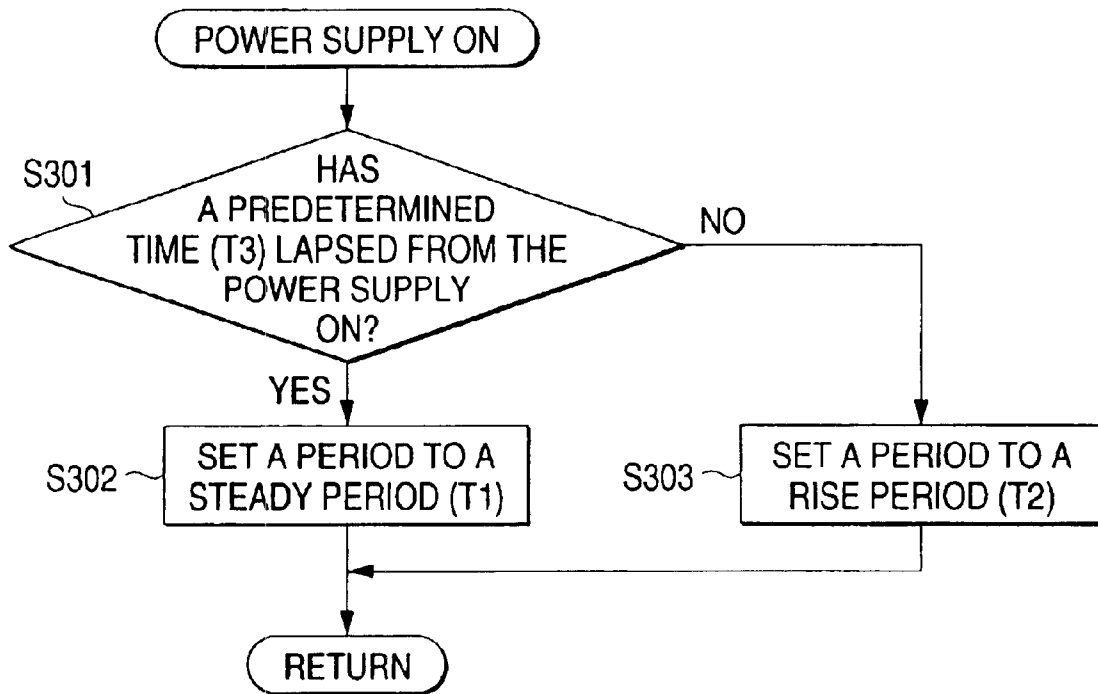 POWER SUPPLY ON
S301
HAS
A PREDETERMINED
TIME (T3) LAPSED FROM THE
POWER SUPPLY
ON?
NO
YES
S302
SET A PERIOD TO A
STEADY PERIOD (T1)
S303
SET A PERIOD TO A
RISE PERIOD (T2)
RETURN